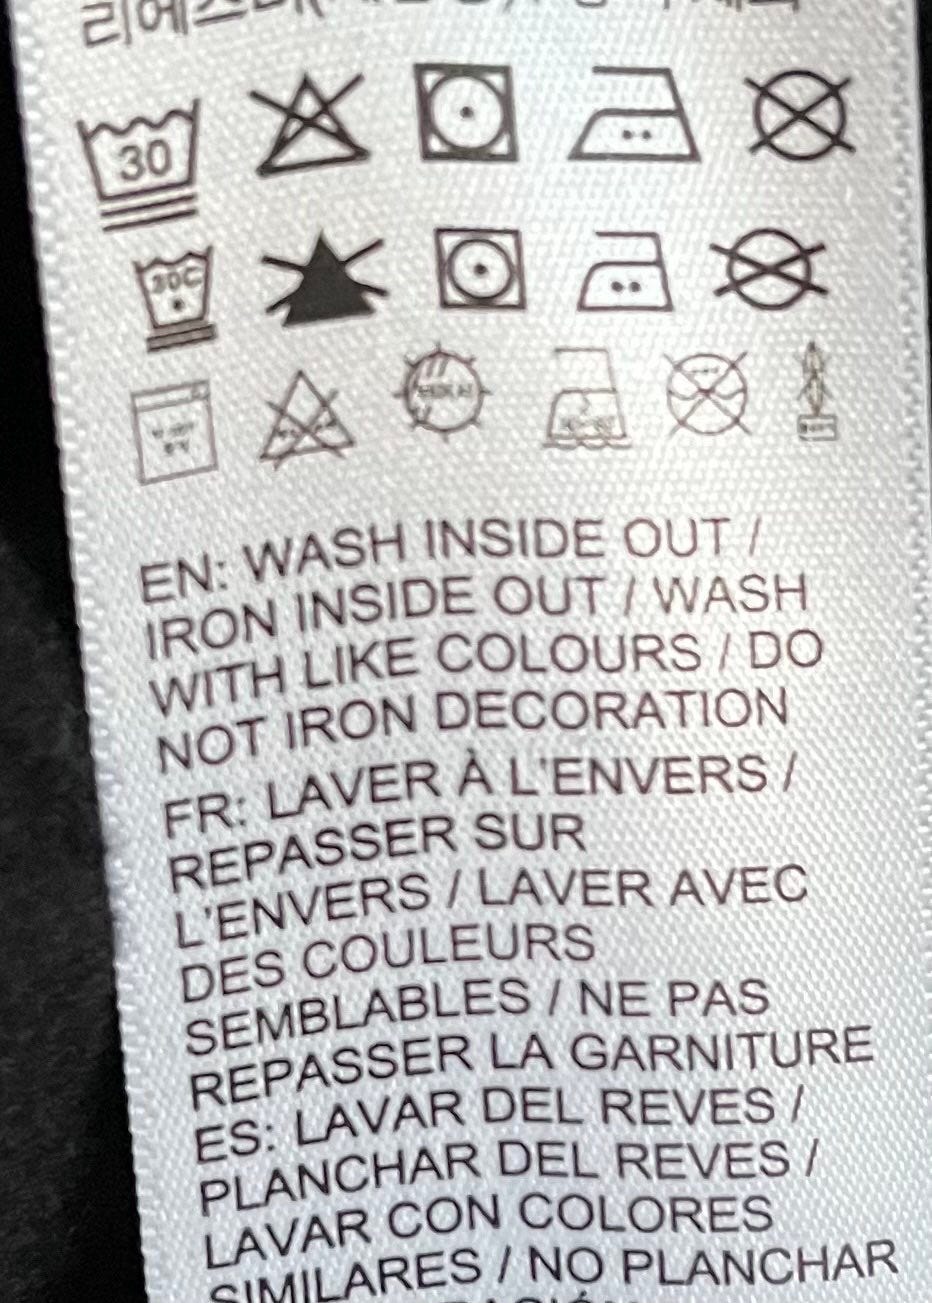 30
30C
EN: WASH INSIDE OUT /
IRON INSIDE OUT / WASH
WITH LIKE COLOURS / DO
NOT IRON DECORATION
FR: LAVER À L'ENVERS /
REPASSER SUR
L'ENVERS / LAVER AVEC
DES COULEURS
SEMBLABLES / NE PAS
REPASSER LA GARNITURE
ES: LAVAR DEL REVES /
PLANCHAR DEL REVES /
LAVAR CON COLORES
SIMILARES / NO PLANCHAR